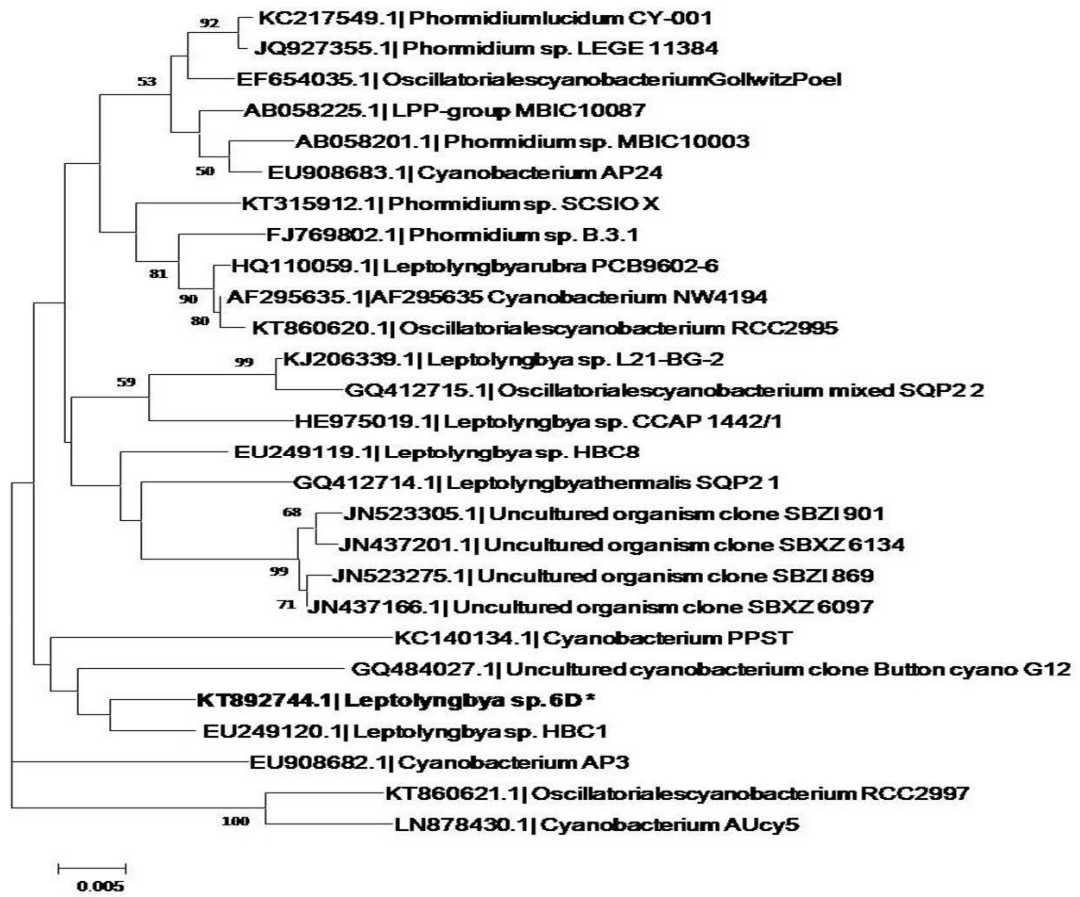 92
KC217549.1| Phormidiumlucidum CY-001
JQ927355.1| Phormidium sp. LEGE 11384
53
EF654035.1| OscillatorialescyanobacteriumGollwitzPoel
AB058225.1| LPP-group MBIC10087
AB058201.1| Phormidium sp. MBIC10003
50
EU908683.1| Cyanobacterium AP24
KT315912.1| Phormidium sp. SCSIO X
FJ769802.1| Phormidium sp. B.3.1
81
HQ110059.1| Leptolyngbyarubra PCB9602-6
90
AF295635.1|AF295635 Cyanobacterium NW4194
80
KT860620.1| Oscillatorialescyanobacterium RCC2995
99
KJ206339.1| Leptolyngbya sp. L21-BG-2
59
GQ412715.1| Oscillatorialescyanobacterium mixed SQP2 2
HE975019.1| Leptolyngbya sp. CCAP 1442/1
EU249119.1| Leptolyngbya sp. HBC8
GQ412714.1| Leptolyngbyathermalis SQP2 1
68
JN523305.1| Uncultured organism clone SBZI 901
JN437201.1| Uncultured organism clone SBXZ 6134
99
JN523275.1| Uncultured organism clone SBZI 869
71
JN437166.1| Uncultured organism clone SBXZ 6097
KC140134.1| Cyanobacterium PPST
GQ484027.1| Uncultured cyanobacterium clone Button cyano G12
KT892744.1| Leptolyngbya sp. 6D *
EU249120.1| Leptolyngbya sp. HBC1
EU908682.1| Cyanobacterium AP3
KT860621.1| Oscillatorialescyanobacterium RCC2997
100
LN878430.1| Cyanobacterium AUcy5
0.005